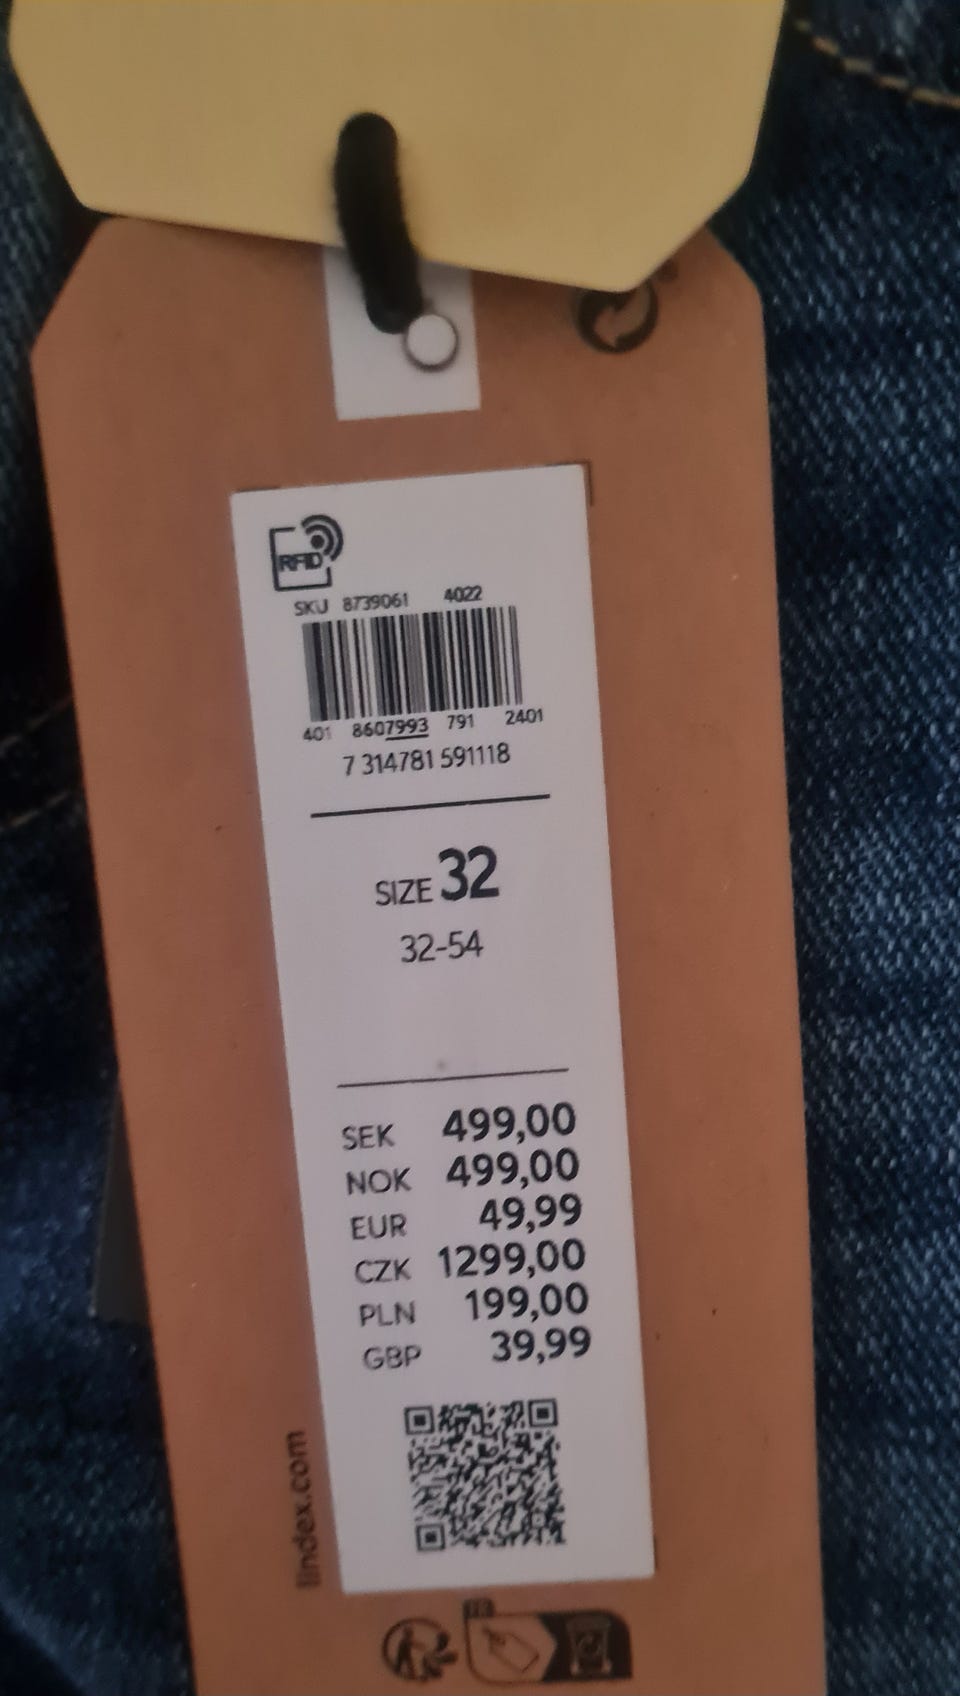 RFID
SKU 8739061 4022
401 8607993 791 2401
7 314781 591118
SIZE 32
32-54
SEK 499,00
NOK 499,00
EUR 49,99
CZK 1299,00
PLN 199,00
GBP 39,99
lindex.com
FR